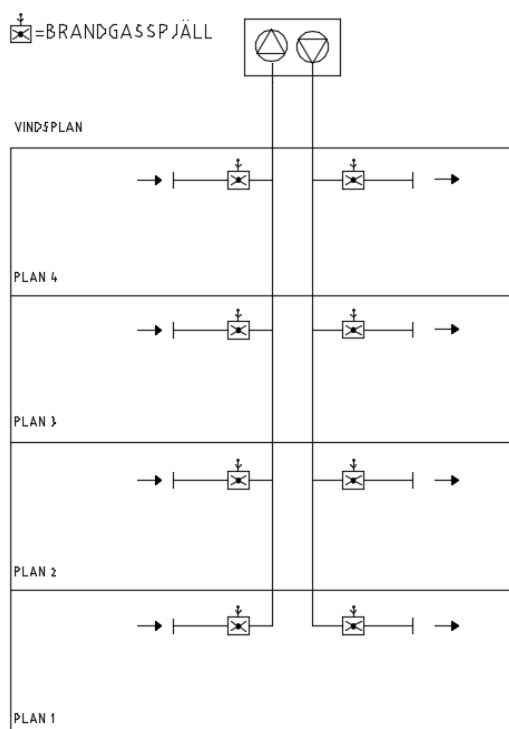 =BRANDGASSPJÄLL
VINDSPLAN
PLAN 4
PLAN 3
PLAN 2
PLAN 1